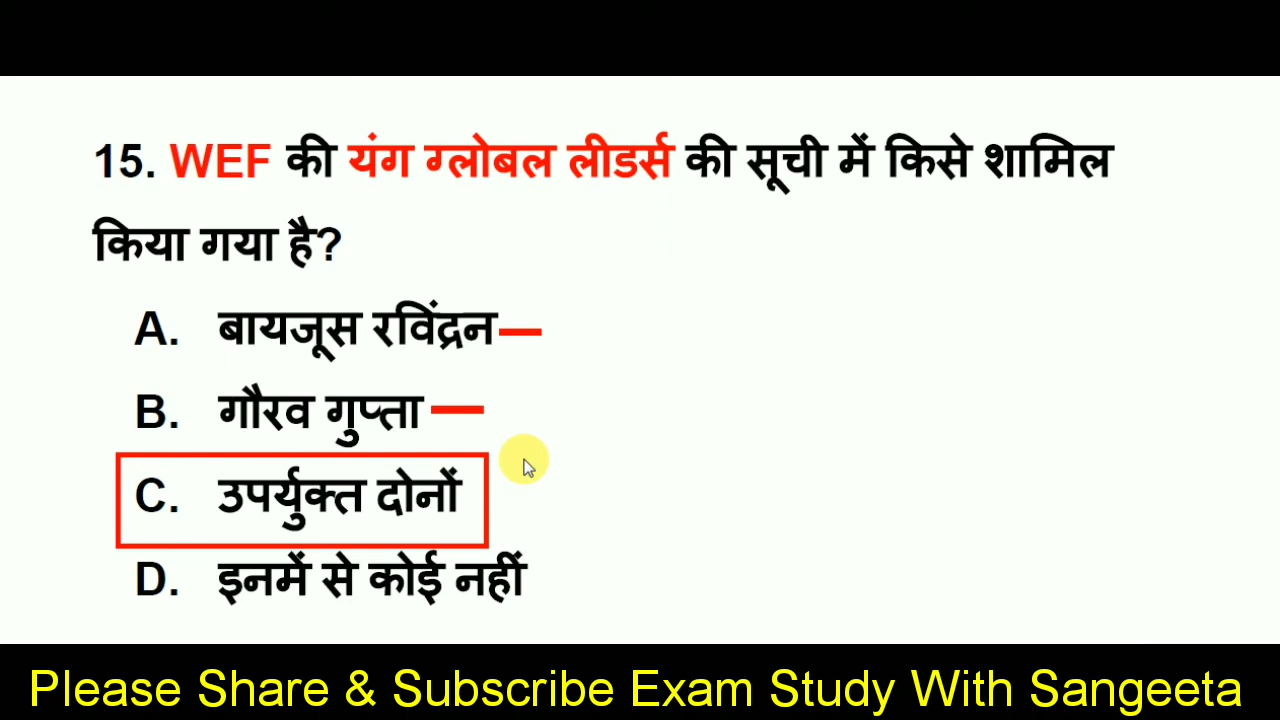 15. WEF की यंग ग्लोबल लीडर्स की सूची में किसे शामिल
किया गया है?
A. बायजूस रविंद्रन
B. गौरव गुप्ता
C. उपर्युक्त दोनों
D. इनमें से कोई नहीं
Please Share & Subscribe Exam Study With Sangeeta